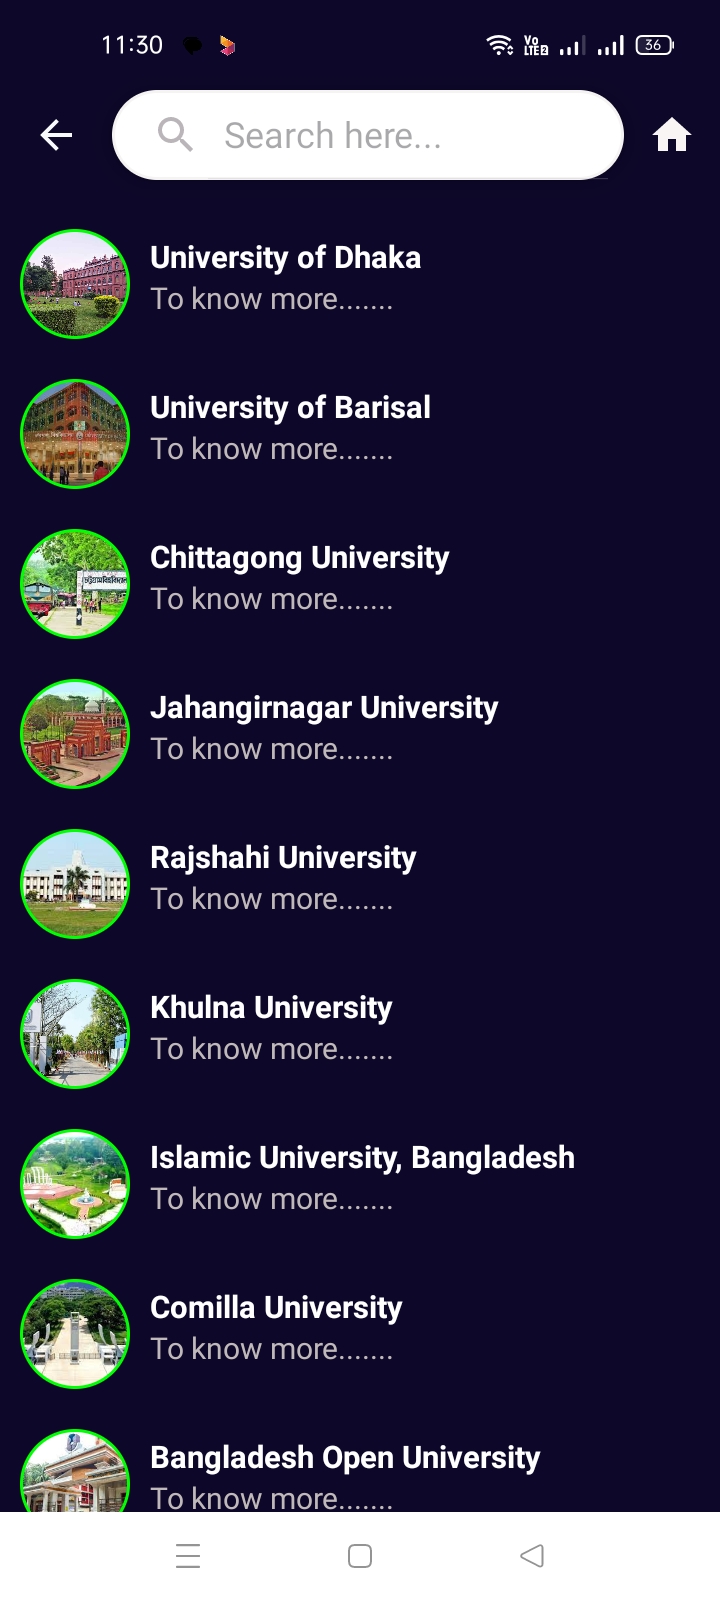 11:30
Vo LTE2
36
Search here...
University of Dhaka
To know more.......
University of Barisal
To know more.......
Chittagong University
To know more.......
Jahangirnagar University
To know more.......
Rajshahi University
To know more.......
Khulna University
To know more.......
Islamic University, Bangladesh
To know more.......
Comilla University
To know more.......
Bangladesh Open University
To know more.......